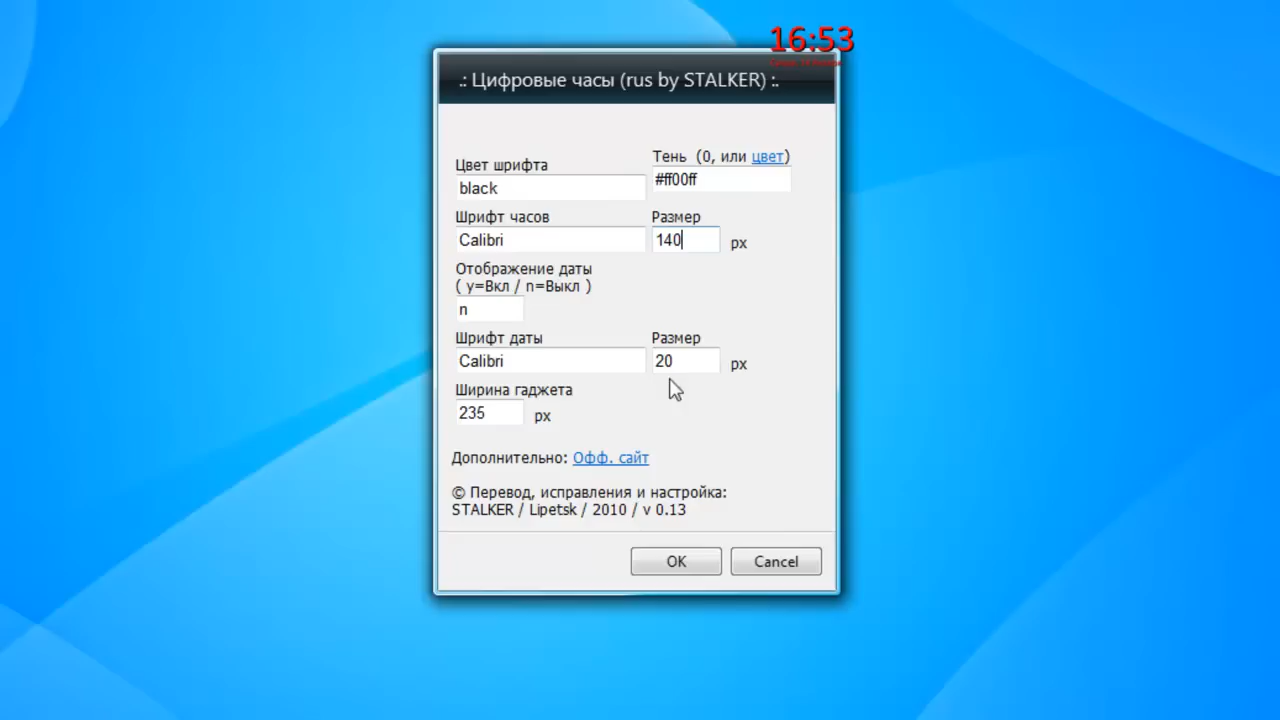 16:53
.: Цифровые часы (rus by STALKER) :.
Цвет шрифта
Тень (0, или цвет)
black
#ff00ff
Шрифт часов
Размер
Calibri
140
px
Отображение даты
( y=Вкл / n=Выкл )
n
Шрифт даты
Размер
Calibri
20
px
Ширина гаджета
235
px
Дополнительно: Офф. сайт
© Перевод, исправления и настройка:
STALKER / Lipetsk / 2010 / v 0.13
OK
Cancel